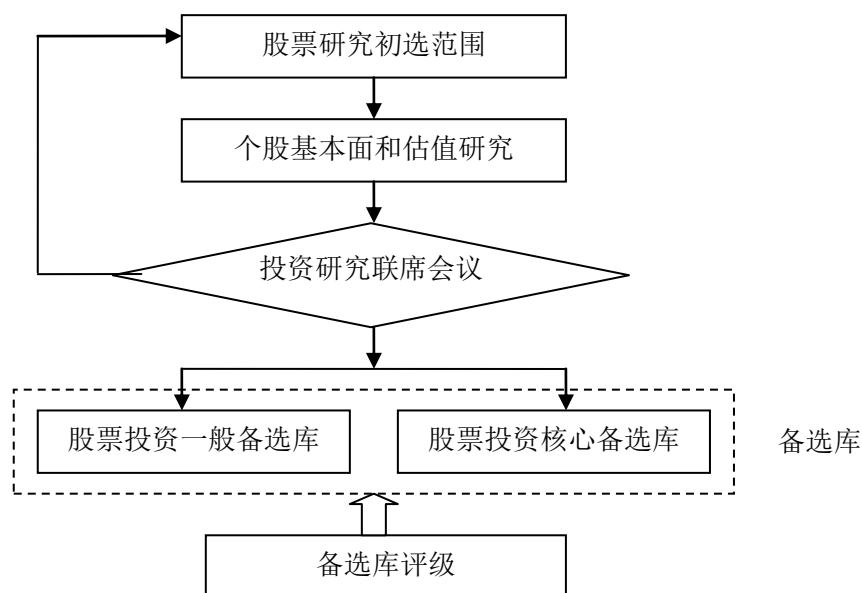 股票研究初选范围
个股基本面和估值研究
投资研究联席会议
股票投资一般备选库
股票投资核心备选库
备选库
备选库评级